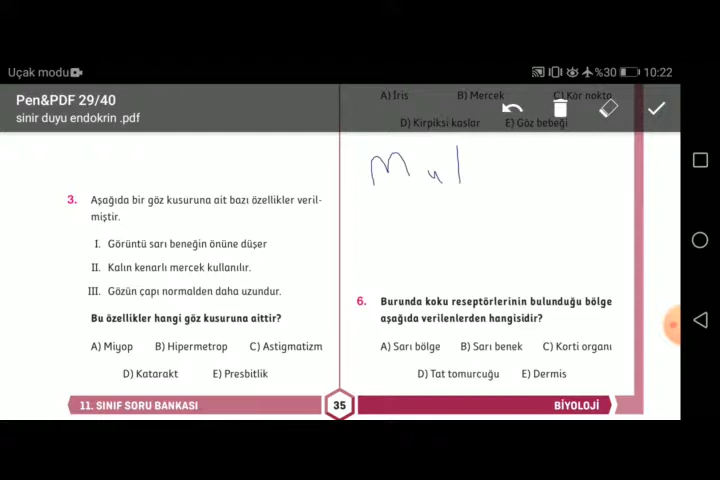 Uçak modu
%30 10:22
Pen&PDF 29/40
sinir duyu endokrin .pdf
3. Aşağıda bir göz kusuruna ait bazı özellikler veril-
miştir.
I. Görüntü sarı beneğin önüne düşer
II. Kalın kenarlı mercek kullanılır.
III. Gözün çapı normalden daha uzundur.
Bu özellikler hangi göz kusuruna aittir?
A) Miyop B) Hipermetrop C) Astigmatizm
D) Katarakt E) Presbitlik
A) İris B) Mercek C) Kör nokta
D) Kirpiksi kaslar E) Göz bebeği
Mul
6. Burunda koku reseptörlerinin bulunduğu bölge
aşağıda verilenlerden hangisidir?
A) Sarı bölge B) Sarı benek C) Korti organı
D) Tat tomurcuğu E) Dermis
11. SINIF SORU BANKASI
35
BİYOLOJİ